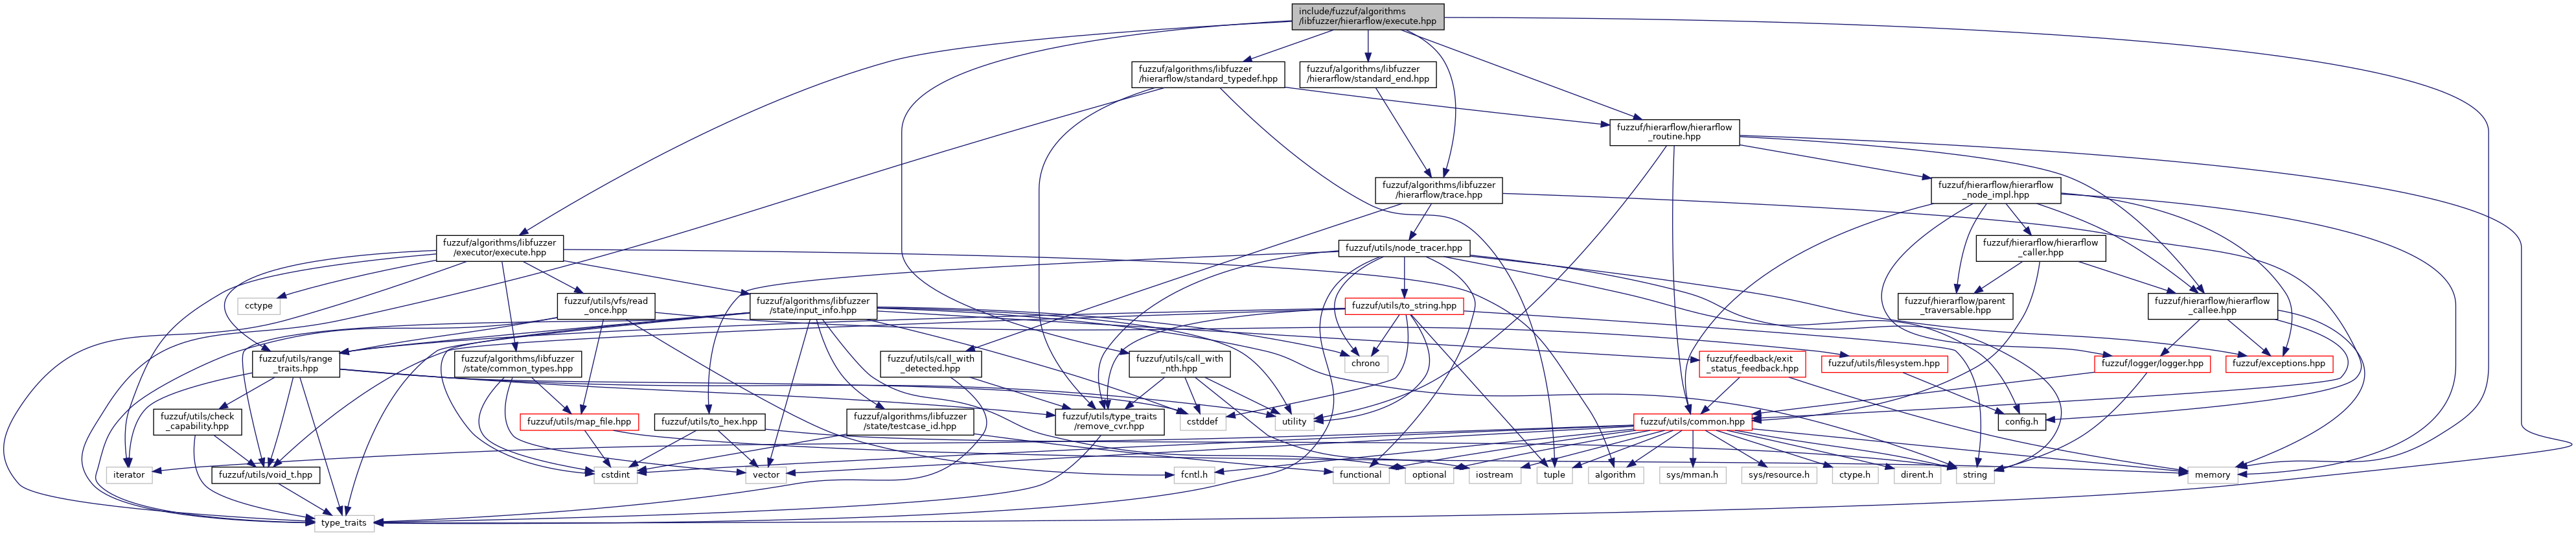 include/fuzzuf/algorithms
/libfuzzer/hierarflow/execute.hpp
fuzzuf/algorithms/libfuzzer
/hierarflow/standard_typedef.hpp
fuzzuf/algorithms/libfuzzer
/hierarflow/standard_end.hpp
fuzzuf/hierarflow/hierarflow
_routine.hpp
fuzzuf/algorithms/libfuzzer
/hierarflow/trace.hpp
fuzzuf/hierarflow/hierarflow
_node_impl.hpp
fuzzuf/algorithms/libfuzzer
/executor/execute.hpp
fuzzuf/utils/node_tracer.hpp
fuzzuf/hierarflow/hierarflow
_caller.hpp
cctype
fuzzuf/utils/vfs/read
_once.hpp
fuzzuf/algorithms/libfuzzer
/state/input_info.hpp
fuzzuf/utils/to_string.hpp
fuzzuf/hierarflow/parent
_traversable.hpp
fuzzuf/hierarflow/hierarflow
_callee.hpp
fuzzuf/utils/range
_traits.hpp
fuzzuf/algorithms/libfuzzer
/state/common_types.hpp
fuzzuf/utils/call_with
_detected.hpp
fuzzuf/utils/call_with
_nth.hpp
chrono
fuzzuf/feedback/exit
_status_feedback.hpp
fuzzuf/utils/filesystem.hpp
fuzzuf/logger/logger.hpp
fuzzuf/exceptions.hpp
fuzzuf/utils/check
_capability.hpp
fuzzuf/utils/map_file.hpp
fuzzuf/utils/to_hex.hpp
fuzzuf/algorithms/libfuzzer
/state/testcase_id.hpp
fuzzuf/utils/type_traits
/remove_cvr.hpp
cstddef
utility
fuzzuf/utils/common.hpp
config.h
iterator
fuzzuf/utils/void_t.hpp
cstdint
vector
fcntl.h
functional
optional
iostream
tuple
algorithm
sys/mman.h
sys/resource.h
ctype.h
dirent.h
string
memory
type_traits